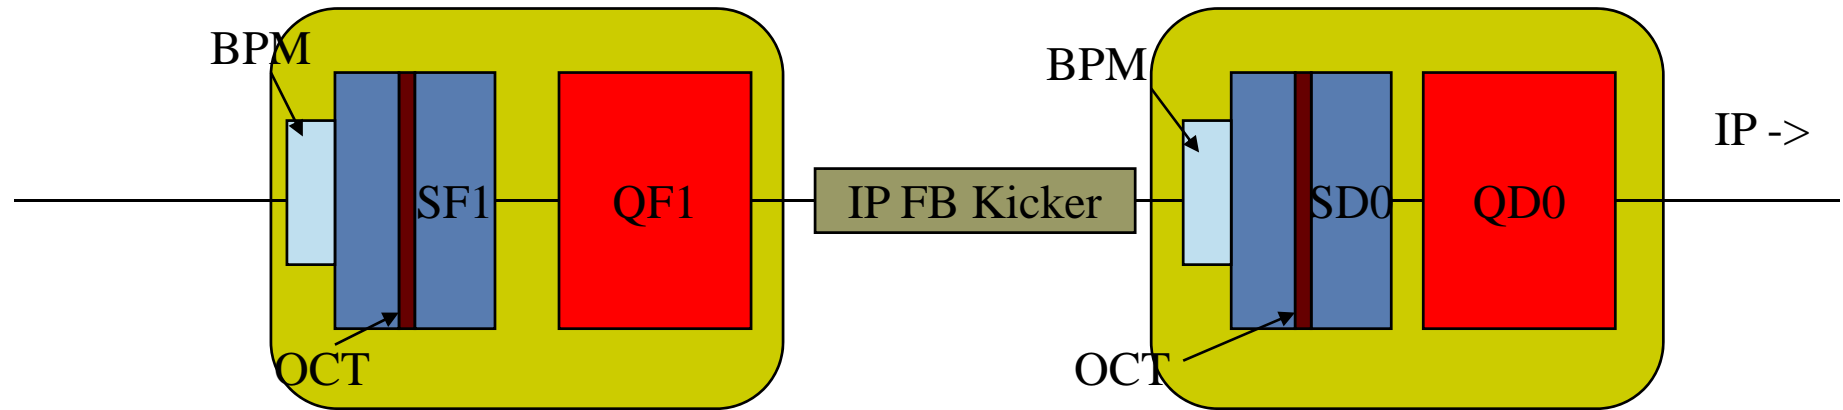 BPM
SF1
QF1
OCT
IP FB Kicker
BPM
SD0
QD0
OCT
IP ->